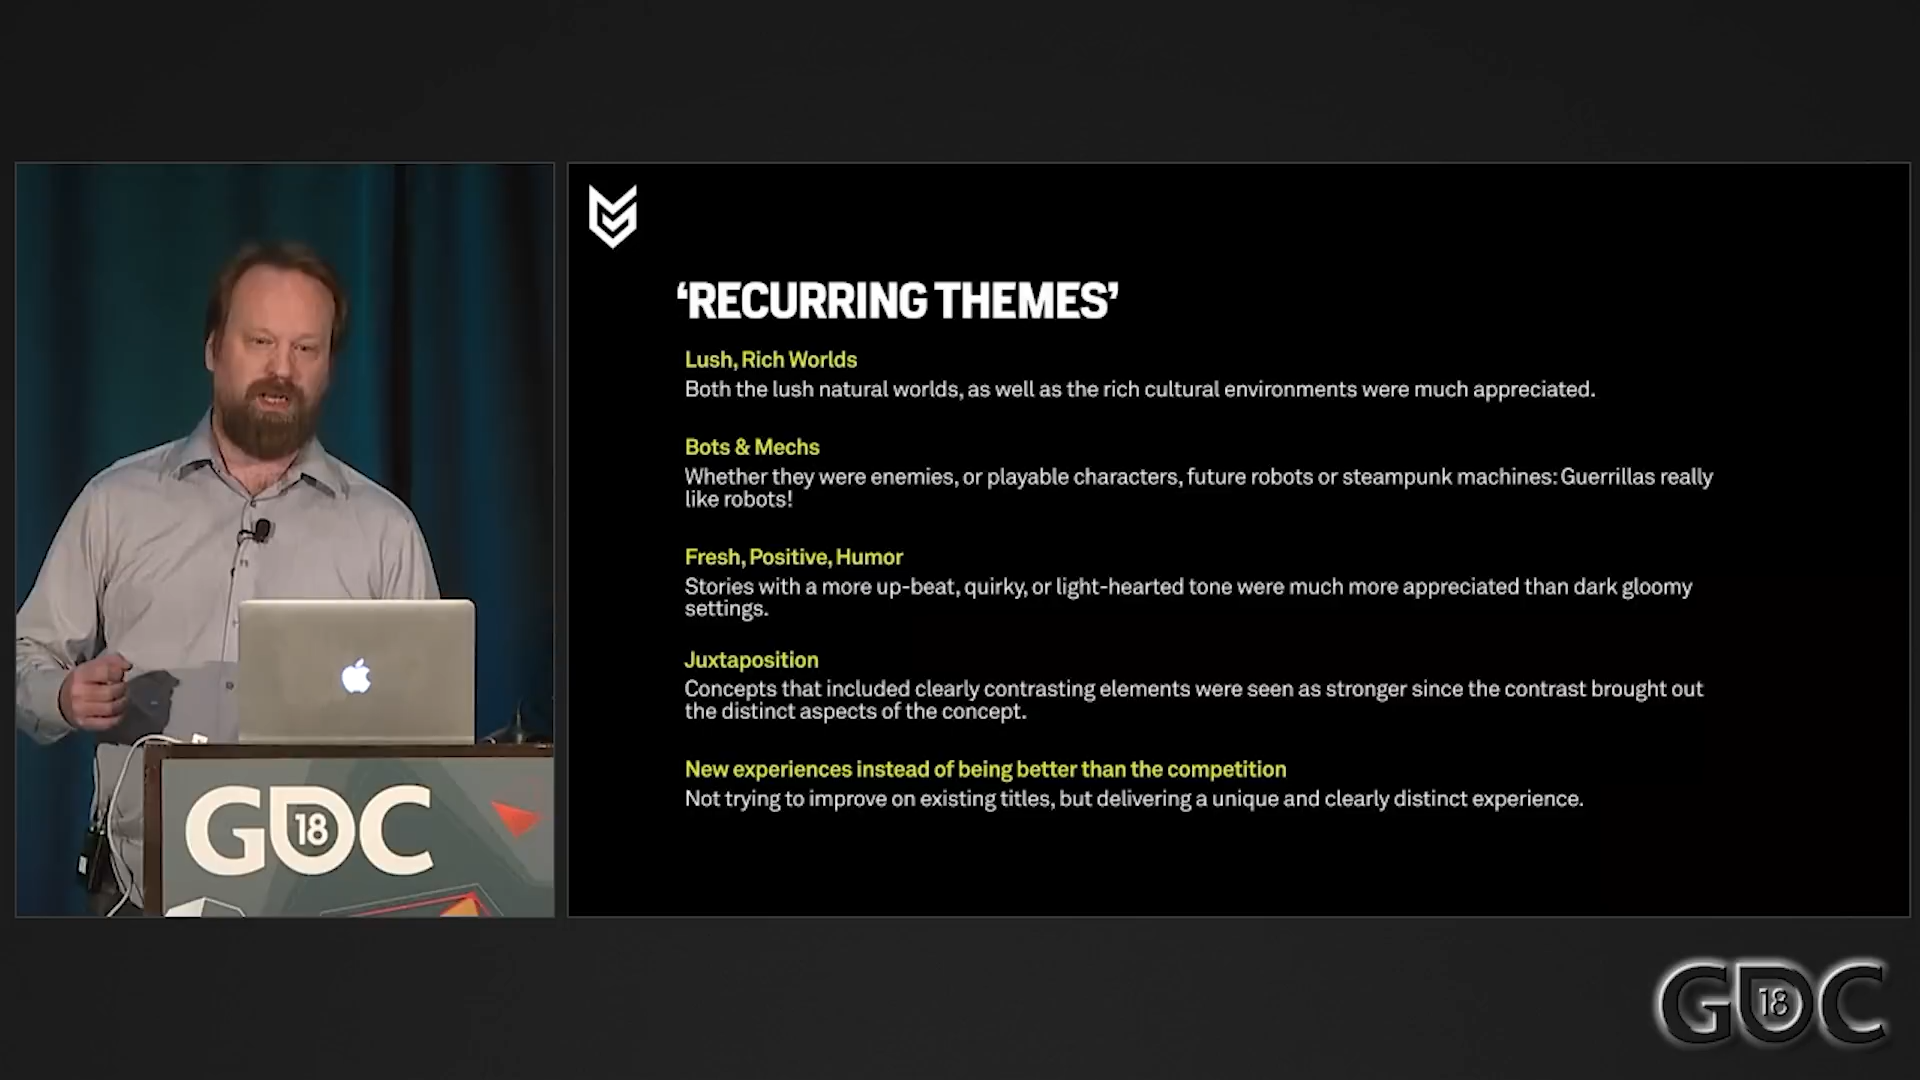 ‘RECURRING THEMES’
Lush, Rich Worlds
Both the lush natural worlds, as well as the rich cultural environments were much appreciated.
Bots & Mechs
Whether they were enemies, or playable characters, future robots or steampunk machines: Guerrillas really
like robots!
Fresh, Positive, Humor
Stories with a more up-beat, quirky, or light-hearted tone were much more appreciated than dark gloomy
settings.
Juxtaposition
Concepts that included clearly contrasting elements were seen as stronger since the contrast brought out
the distinct aspects of the concept.
New experiences instead of being better than the competition
Not trying to improve on existing titles, but delivering a unique and clearly distinct experience.
GDC 18
GDC 18